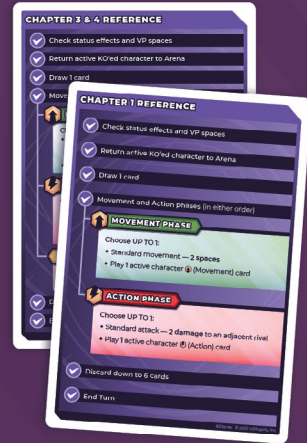 CHAPTER 3 & 4 REFERENCE
Check status effects and VP spaces
Return active KO'ed character to Arena
Draw 1 card
Move
CHAPTER 1 REFERENCE
Check status effects and VP spaces
Return active KO'ed character to Arena
Draw 1 card
Movement and Action phases (in either order)
MOVEMENT PHASE
Choose UP TO 1:
• Standard movement — 2 spaces
• Play 1 active character (Movement) card
ACTION PHASE
Choose UP TO 1:
• Standard attack — 2 damage to an adjacent rival
• Play 1 active character (Action) card
Discard down to 6 cards
End Turn